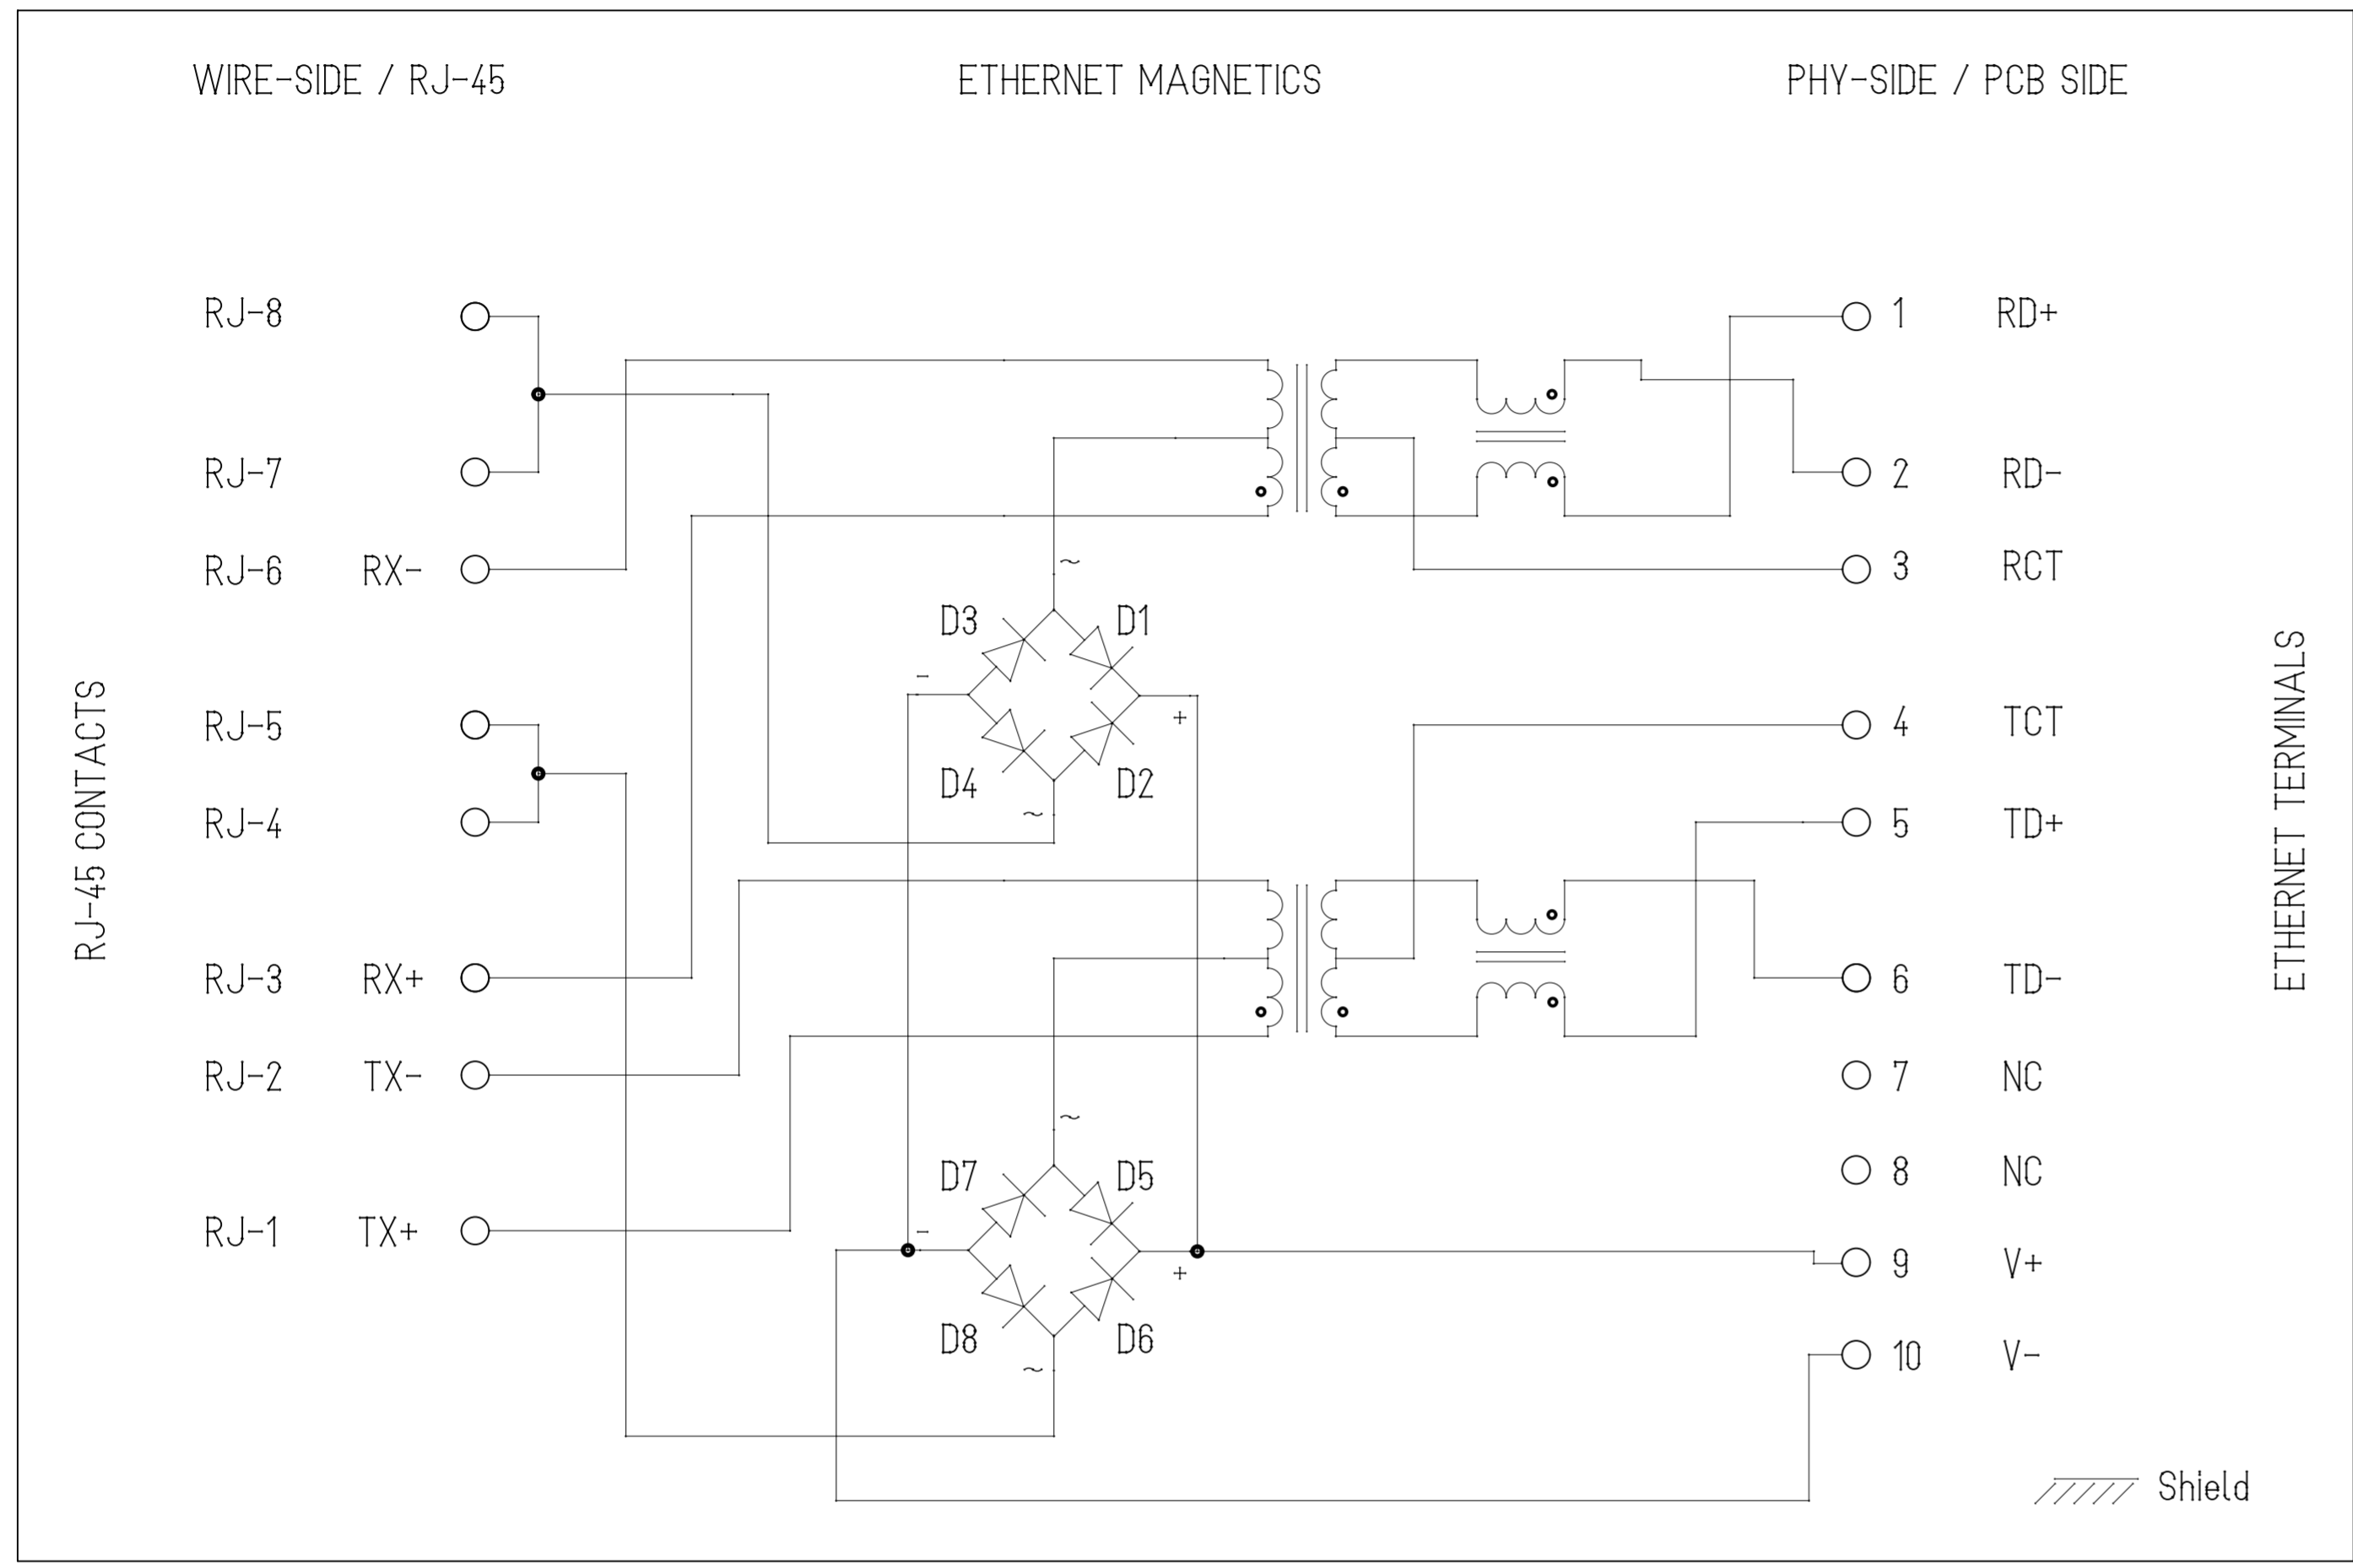 WIRE-SIDE / RJ-45
ETHERNET MAGNETICS
PHY-SIDE / PCB SIDE
RJ-45 CONTACTS
RJ-8
RJ-7
RJ-6 RX-
RJ-5
RJ-4
RJ-3 RX+
RJ-2 TX-
RJ-1 TX+
~
D3 D1
-
+
D4 D2
~
~
D7 D5
-
+
D8 D6
~
1 RD+
2 RD-
3 RCT
4 TCT
5 TD+
6 TD-
7 NC
8 NC
9 V+
10 V-
ETHERNET TERMINALS
Shield